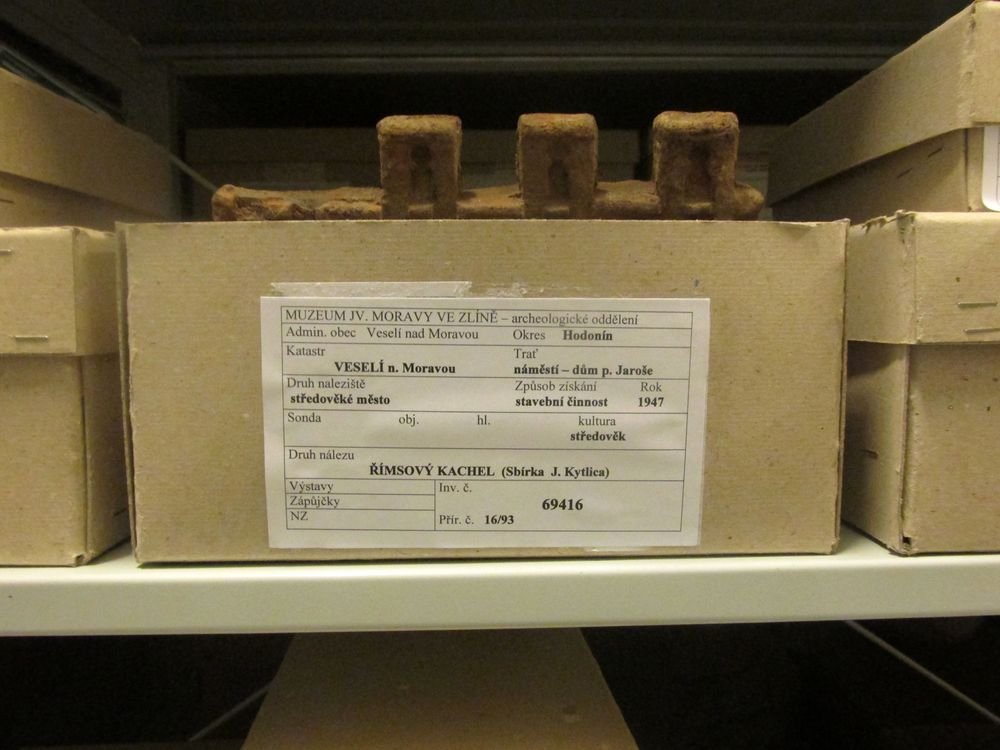 MUZEUM JV. MORAVY VE ZLÍNĚ – archeologické oddělení
Admin. obec Veselí nad Moravou Okres Hodonín
Katastr Trať
VESELÍ n. Moravou náměstí – dům p. Jaroše
Druh naleziště Způsob získání Rok
středověké město stavební činnost 1947
Sonda obj. hl. kultura
středověk
Druh nálezu
ŘÍMSOVÝ KACHEL (Sbírka J. Kytlica)
Výstavy Inv. č.
Zápůjčky 69416
NZ Přír. č. 16/93